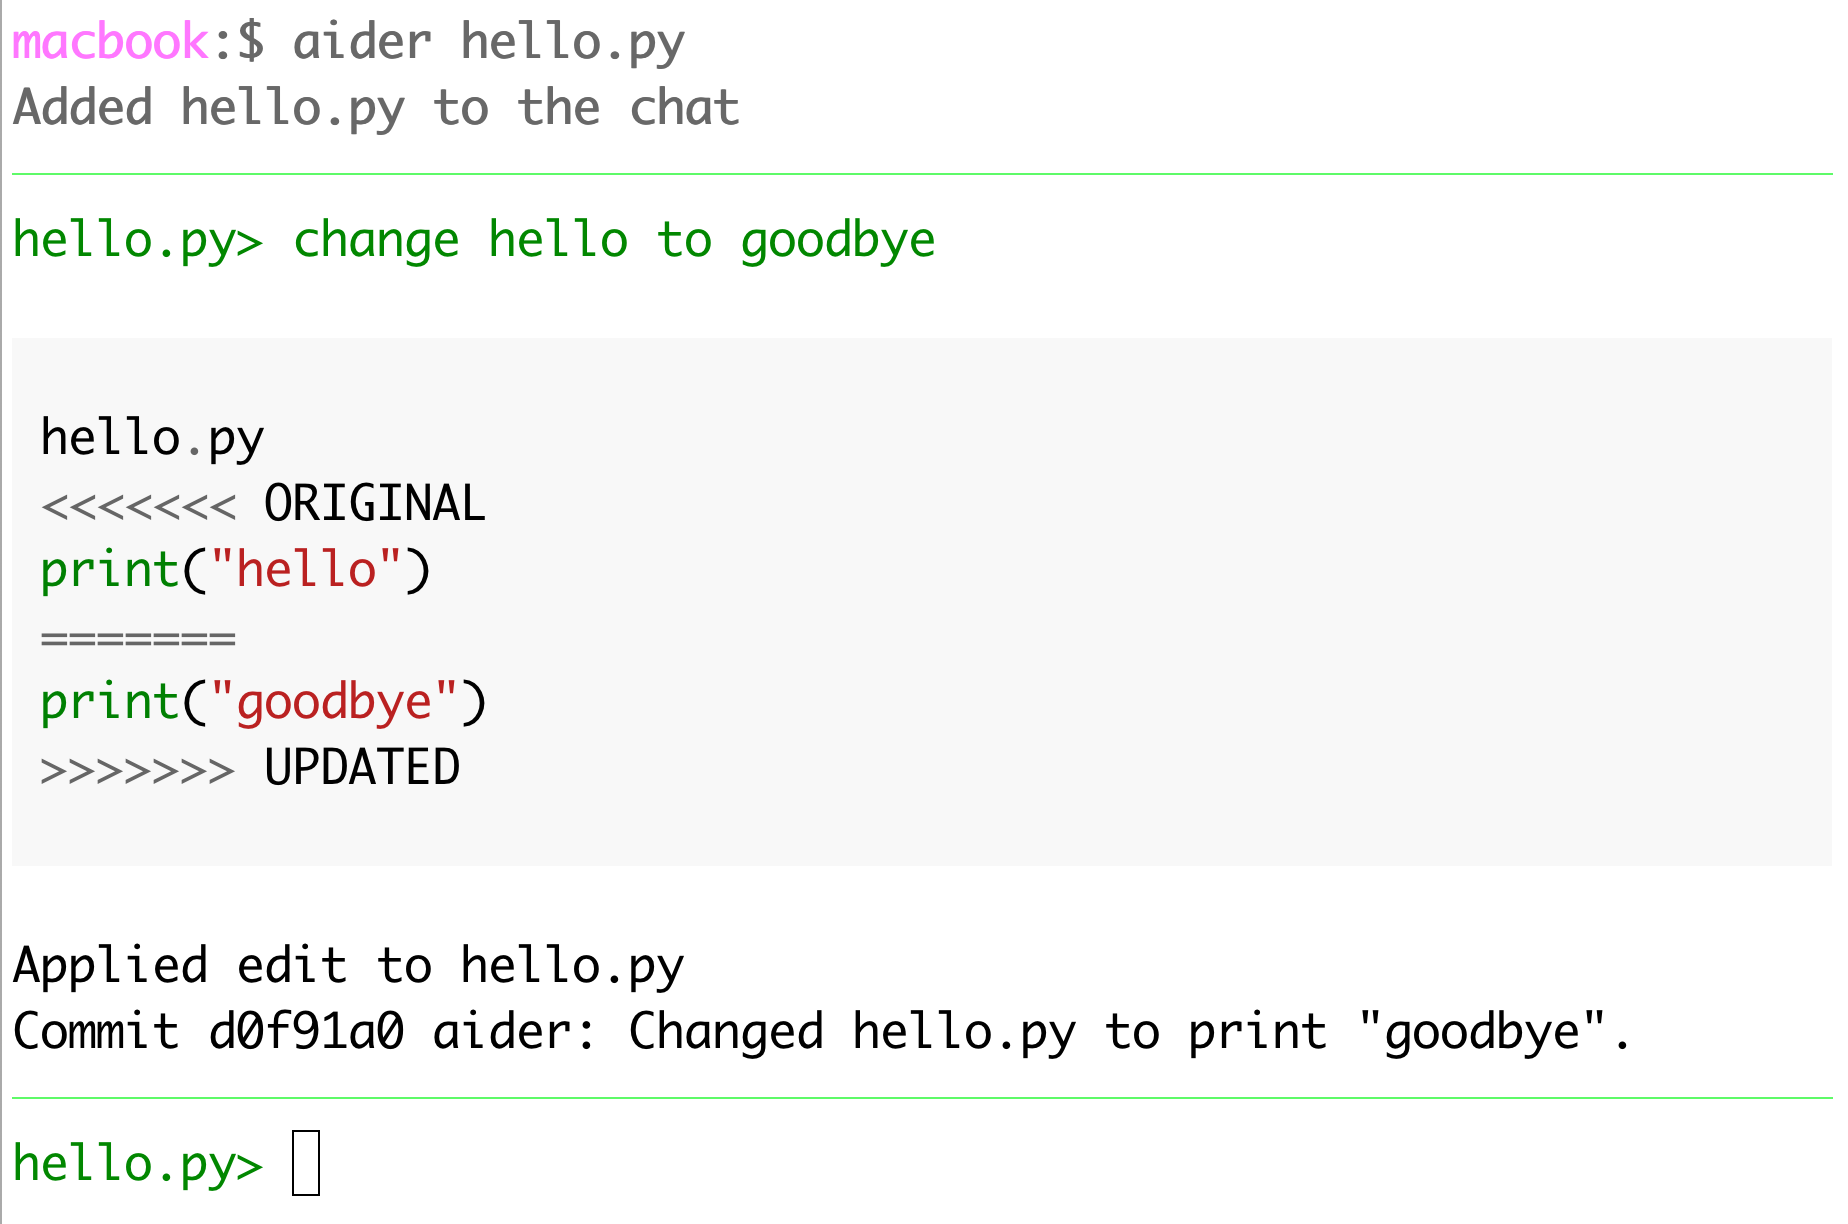 macbook:$ aider hello.py
Added hello.py to the chat
hello.py> change hello to goodbye
hello.py
<<<<<<< ORIGINAL
print("hello")
=======
print("goodbye")
>>>>>>> UPDATED
Applied edit to hello.py
Commit d0f91a0 aider: Changed hello.py to print "goodbye".
hello.py>